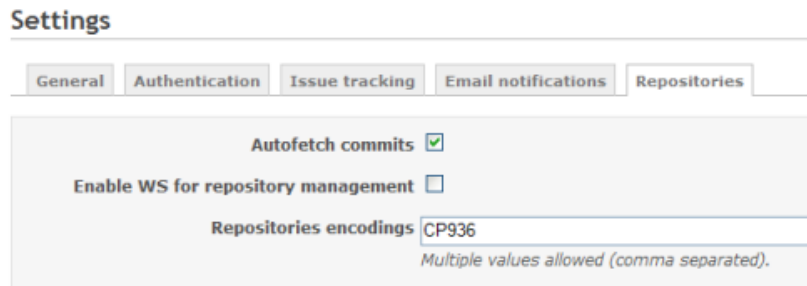 Settings
General Authentication Issue tracking Email notifications Repositories
Autofetch commits
Enable WS for repository management
Repositories encodings CP936
Multiple values allowed (comma separated).